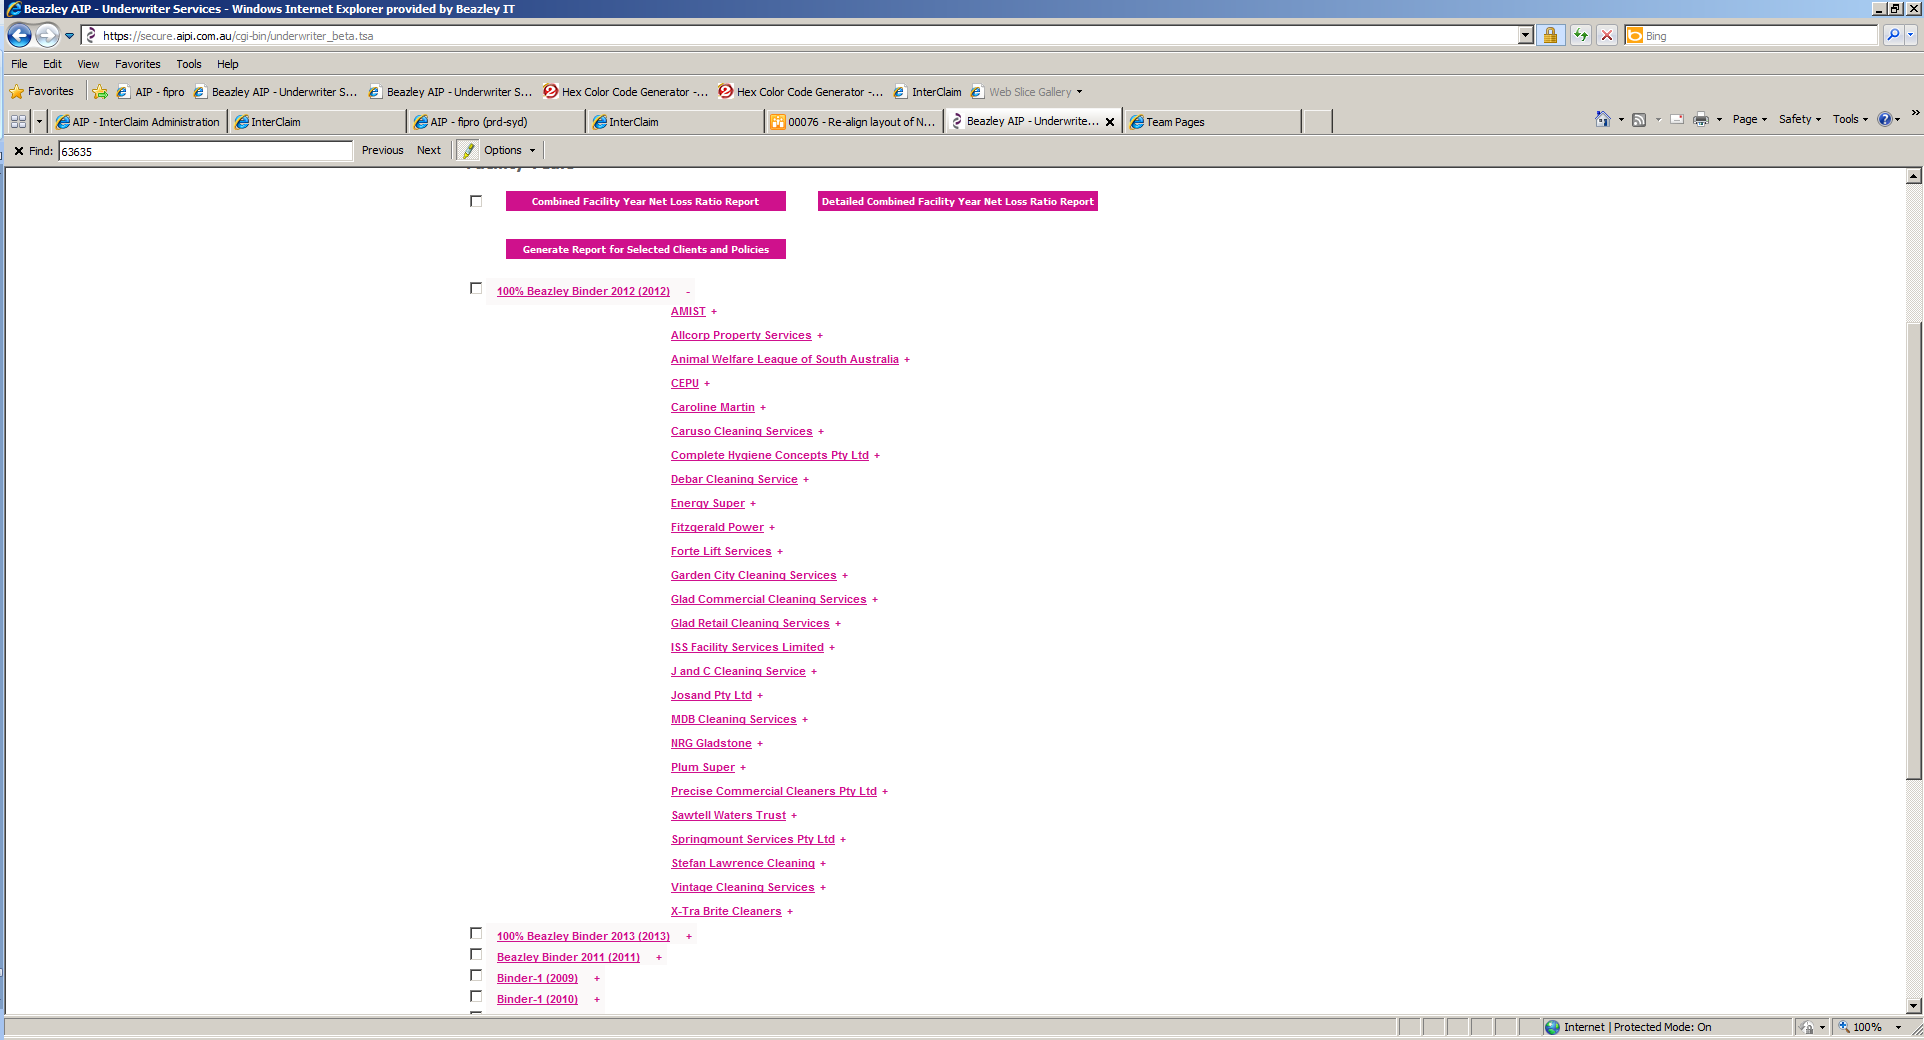 Beazley AIP - Underwriter Services - Windows Internet Explorer provided by Beazley IT
https://secure.aipi.com.au/cgi-bin/underwriter_beta.tsa
Bing
File Edit View Favorites Tools Help
Favorites AIP - fipro Beazley AIP - Underwriter S... Beazley AIP - Underwriter S... Hex Color Code Generator -... Hex Color Code Generator -... InterClaim Web Slice Gallery
AIP - InterClaim Administration InterClaim AIP - fipro (prd-syd) InterClaim 00076 - Re-align layout of N... Beazley AIP - Underwrite... Team Pages Page Safety Tools
Find: 63635 Previous Next Options
Combined Facility Year Net Loss Ratio Report Detailed Combined Facility Year Net Loss Ratio Report
Generate Report for Selected Clients and Policies
100% Beazley Binder 2012 (2012) -
AMIST +
Allcorp Property Services +
Animal Welfare League of South Australia +
CEPU +
Caroline Martin +
Caruso Cleaning Services +
Complete Hygiene Concepts Pty Ltd +
Debar Cleaning Service +
Energy Super +
Fitzgerald Power +
Forte Lift Services +
Garden City Cleaning Services +
Glad Commercial Cleaning Services +
Glad Retail Cleaning Services +
ISS Facility Services Limited +
J and C Cleaning Service +
Josand Pty Ltd +
MDB Cleaning Services +
NRG Gladstone +
Plum Super +
Precise Commercial Cleaners Pty Ltd +
Sawtell Waters Trust +
Springmount Services Pty Ltd +
Stefan Lawrence Cleaning +
Vintage Cleaning Services +
X-Tra Brite Cleaners +
100% Beazley Binder 2013 (2013) +
Beazley Binder 2011 (2011) +
Binder-1 (2009) +
Binder-1 (2010) +
Internet | Protected Mode: On 100%